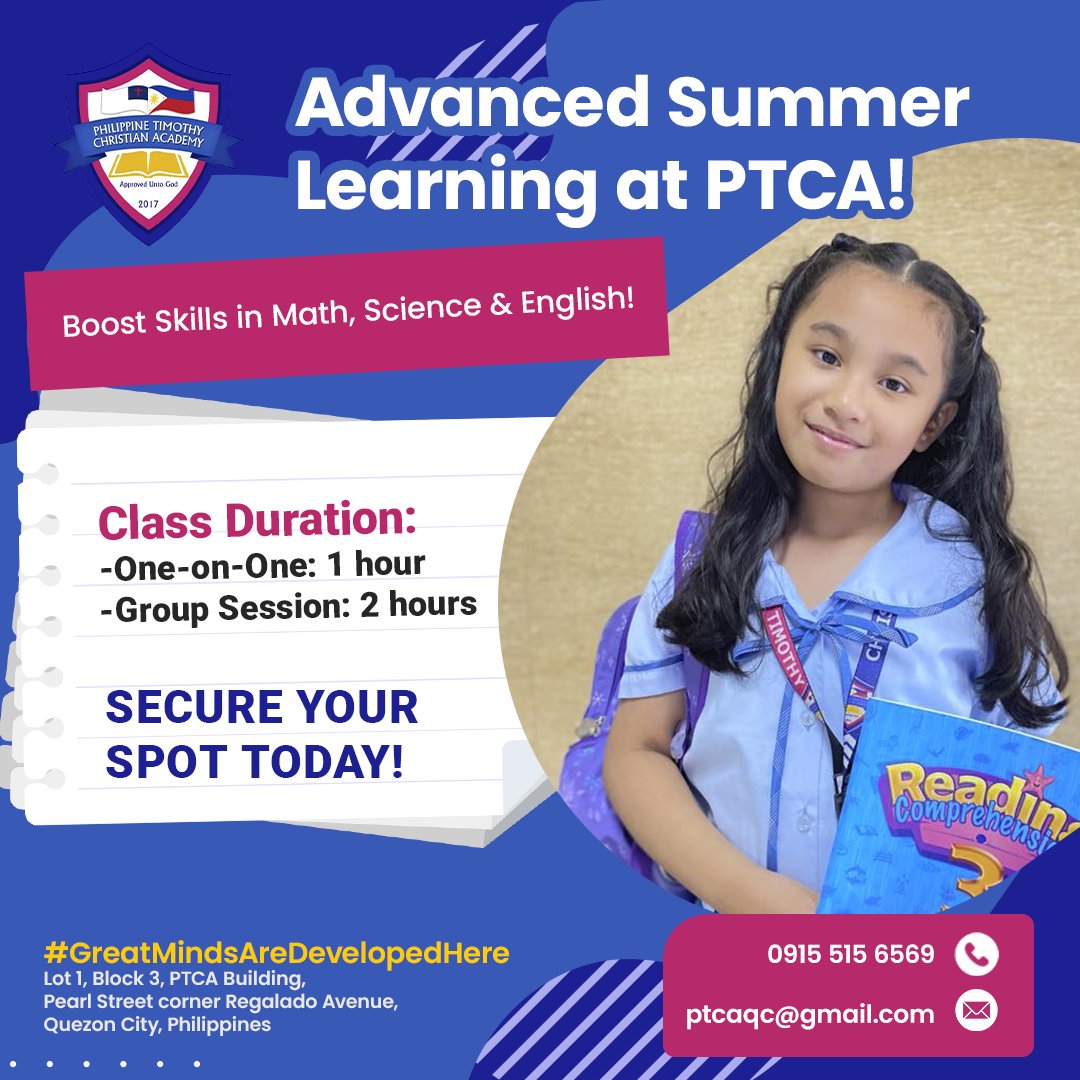 PHILIPPINE TIMOTHY
CHRISTIAN ACADEMY
Approved Unto God
2017
Advanced Summer
Learning at PTCA!
Boost Skills in Math, Science & English!
Class Duration:
-One-on-One: 1 hour
-Group Session: 2 hours
SECURE YOUR
SPOT TODAY!
TIMOTHY
Reading
Comprehension
3
#GreatMindsAreDevelopedHere
Lot 1, Block 3, PTCA Building,
Pearl Street corner Regalado Avenue,
Quezon City, Philippines
0915 515 6569
ptcaqc@gmail.com